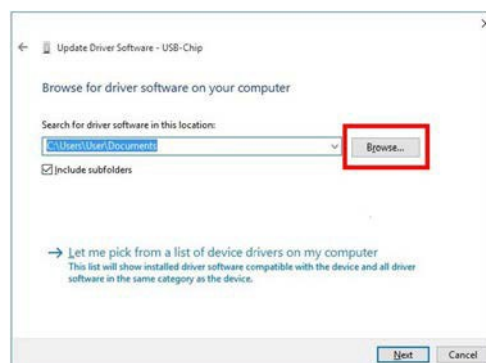 Update Driver Software - USB-Chip
Browse for driver software on your computer
Search for driver software in this location:
C:\Users\User\Documents
Browse...
Include subfolders
Let me pick from a list of device drivers on my computer
This list will show installed driver software compatible with the device and all driver
software in the same category as the device.
Next Cancel